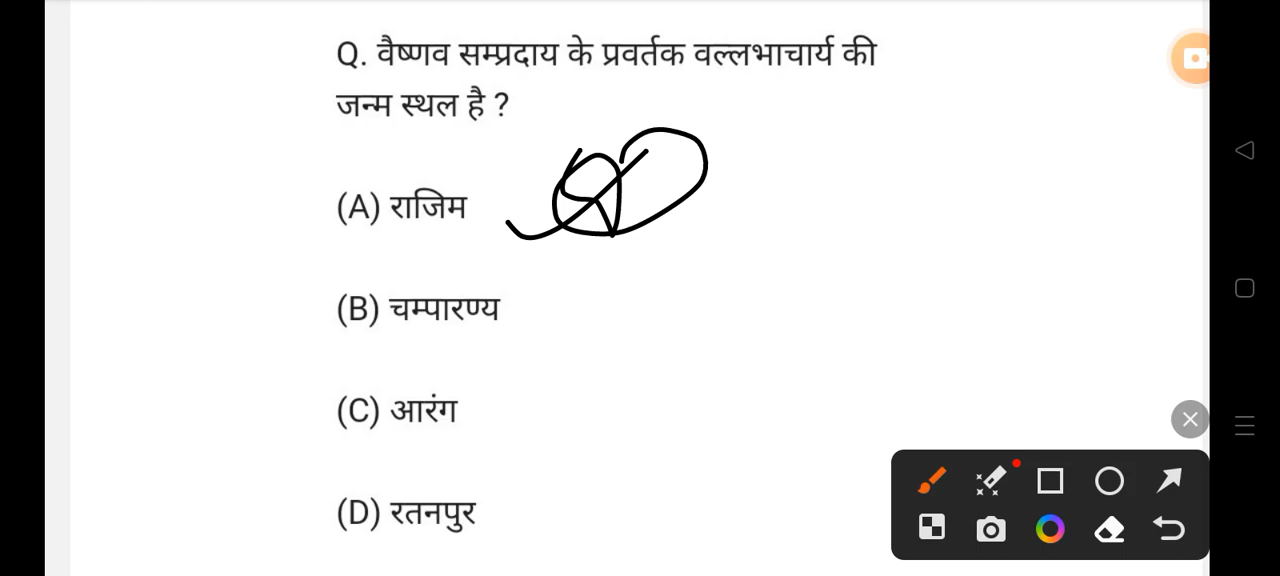 Q. वैष्णव सम्प्रदाय के प्रवर्तक वल्लभाचार्य की
जन्म स्थल है ?
(A) राजिम
(B) चम्पारण्य
(C) आरंग
(D) रतनपुर